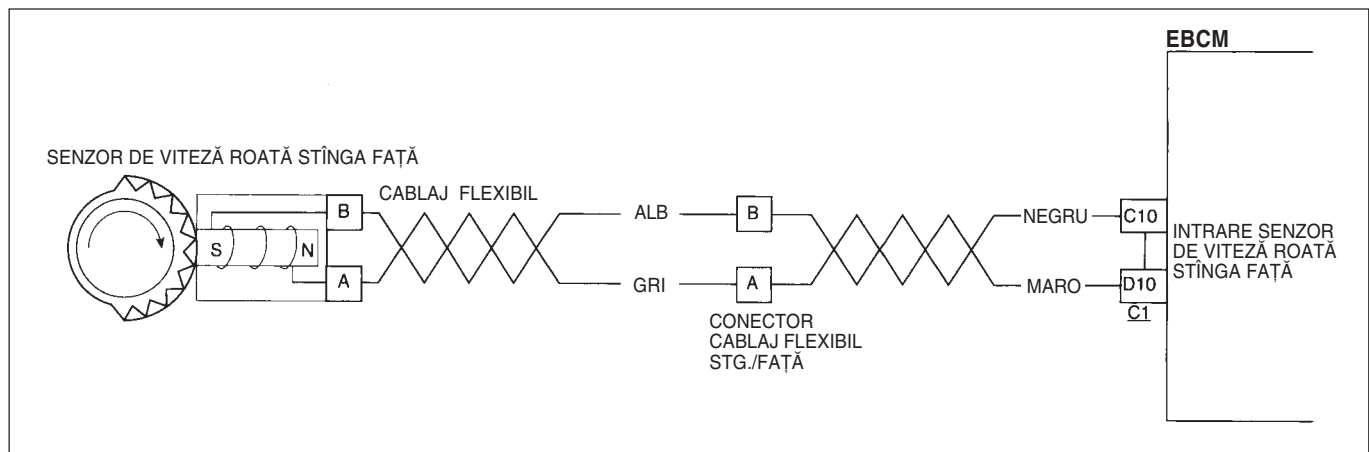 EBCM
SENZOR DE VITEZĂ ROATĂ STÎNGA FAȚĂ
CABLAJ FLEXIBIL
B
A
S
N
ALB
GRI
B
A
CONECTOR
CABLAJ FLEXIBIL
STG./FAȚĂ
NEGRU
MARO
C10
D10
C1
INTRARE SENZOR
DE VITEZĂ ROATĂ
STÎNGA FAȚĂ